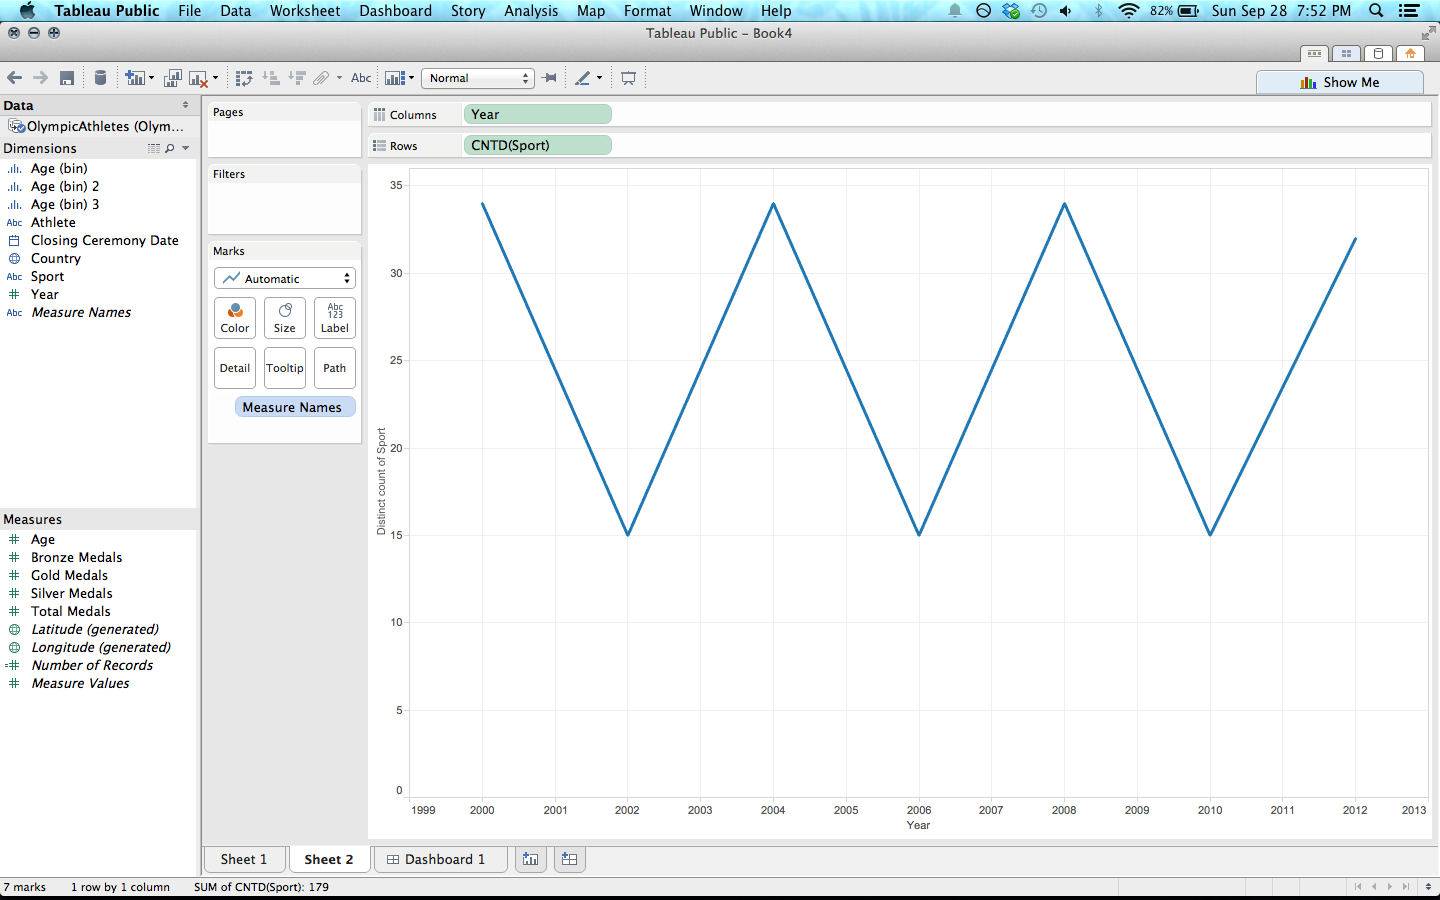 Tableau Public File Data Worksheet Dashboard Story Analysis Map Format Window Help 82% Sun Sep 28 7:52 PM
Tableau Public - Book4
Abc Normal Show Me
Data
OlympicAthletes (Olym...
Dimensions
Age (bin)
Age (bin) 2
Age (bin) 3
Abc Athlete
Closing Ceremony Date
Country
Abc Sport
# Year
Abc Measure Names
Measures
# Age
# Bronze Medals
# Gold Medals
# Silver Medals
# Total Medals
Latitude (generated)
Longitude (generated)
=# Number of Records
# Measure Values
Pages
Filters
Marks
Automatic
Color Size Abc 123 Label
Detail Tooltip Path
Measure Names
Columns Year
Rows CNTD(Sport)
35
30
25
20
15
10
5
0
Distinct count of Sport
1999 2000 2001 2002 2003 2004 2005 2006 2007 2008 2009 2010 2011 2012 2013
Year
Sheet 1 Sheet 2 Dashboard 1
7 marks 1 row by 1 column SUM of CNTD(Sport): 179